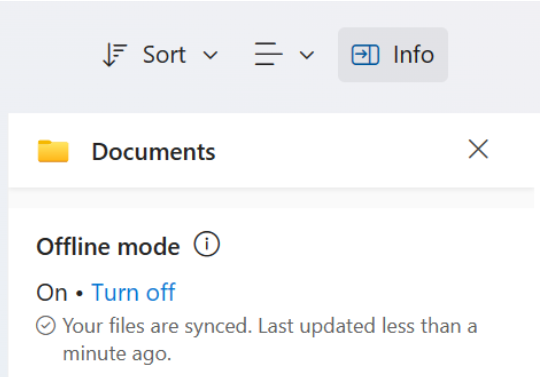 Sort Info
Documents
Offline mode
On • Turn off
Your files are synced. Last updated less than a
minute ago.